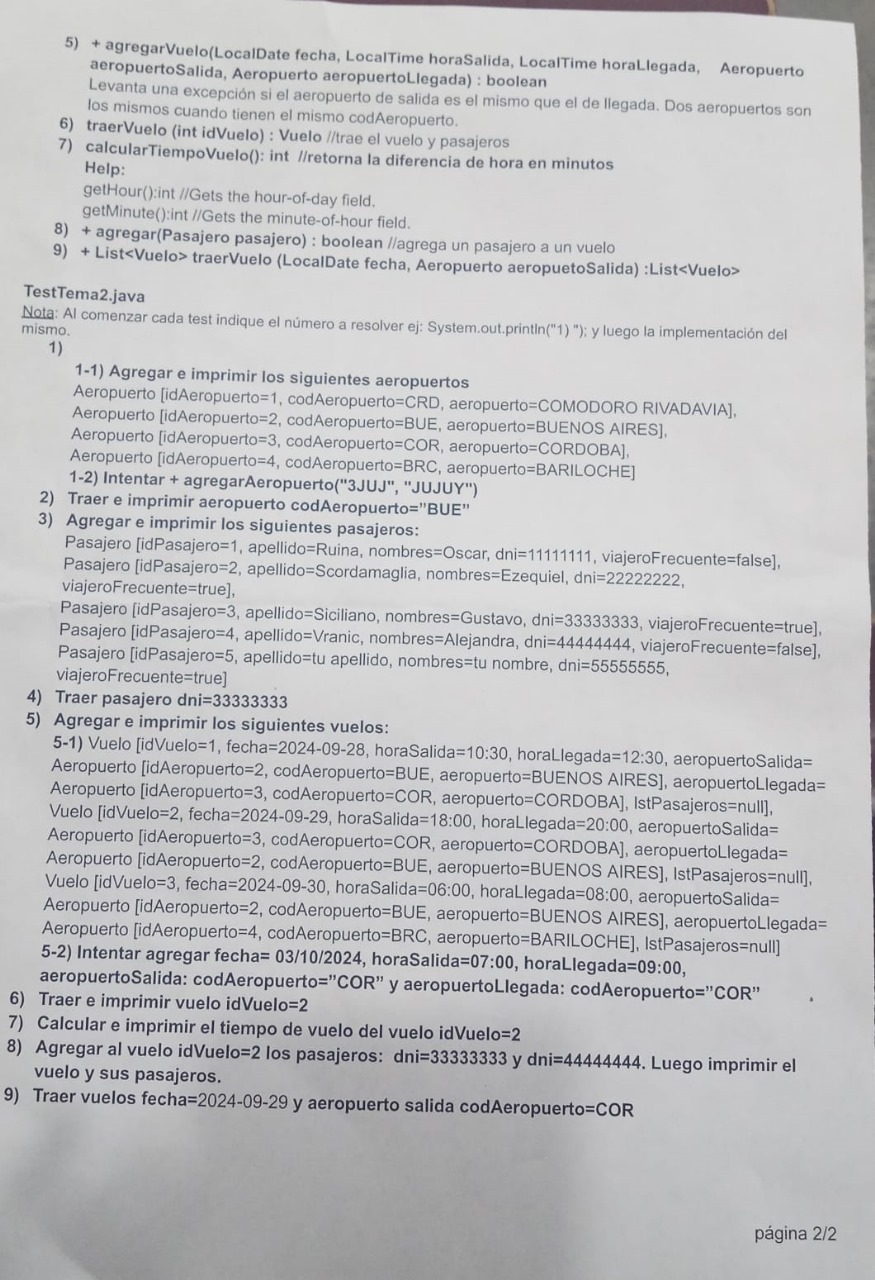 5) + agregarVuelo(LocalDate fecha, LocalTime horaSalida, LocalTime horaLlegada, Aeropuerto
aeropuertoSalida, Aeropuerto aeropuertoLlegada) : boolean
Levanta una excepción si el aeropuerto de salida es el mismo que el de llegada. Dos aeropuertos son
los mismos cuando tienen el mismo codAeropuerto.
6) traerVuelo (int idVuelo) : Vuelo //trae el vuelo y pasajeros
7) calcularTiempoVuelo(): int //retorna la diferencia de hora en minutos
Help:
getHour():int //Gets the hour-of-day field.
getMinute():int //Gets the minute-of-hour field.
8) + agregar(Pasajero pasajero) : boolean //agrega un pasajero a un vuelo
9) + List<Vuelo> traerVuelo (LocalDate fecha, Aeropuerto aeropuetoSalida) :List<Vuelo>
TestTema2.java
Nota: Al comenzar cada test indique el número a resolver ej: System.out.println("1) "); y luego la implementación del
mismo.
1)
1-1) Agregar e imprimir los siguientes aeropuertos
Aeropuerto [idAeropuerto=1, codAeropuerto=CRD, aeropuerto=COMODORO RIVADAVIA],
Aeropuerto [idAeropuerto=2, codAeropuerto=BUE, aeropuerto=BUENOS AIRES],
Aeropuerto [idAeropuerto=3, codAeropuerto=COR, aeropuerto=CORDOBA],
Aeropuerto [idAeropuerto=4, codAeropuerto=BRC, aeropuerto=BARILOCHE]
1-2) Intentar + agregarAeropuerto("3JUJ", "JUJUY")
2) Traer e imprimir aeropuerto codAeropuerto=”BUE”
3) Agregar e imprimir los siguientes pasajeros:
Pasajero [idPasajero=1, apellido=Ruina, nombres=Oscar, dni=11111111, viajeroFrecuente=false],
Pasajero [idPasajero=2, apellido=Scordamaglia, nombres=Ezequiel, dni=22222222,
viajeroFrecuente=true],
Pasajero [idPasajero=3, apellido=Siciliano, nombres=Gustavo, dni=33333333, viajeroFrecuente=true],
Pasajero [idPasajero=4, apellido=Vranic, nombres=Alejandra, dni=44444444, viajeroFrecuente=false],
Pasajero [idPasajero=5, apellido=tu apellido, nombres=tu nombre, dni=55555555,
viajeroFrecuente=true]
4) Traer pasajero dni=33333333
5) Agregar e imprimir los siguientes vuelos:
5-1) Vuelo [idVuelo=1, fecha=2024-09-28, horaSalida=10:30, horaLlegada=12:30, aeropuertoSalida=
Aeropuerto [idAeropuerto=2, codAeropuerto=BUE, aeropuerto=BUENOS AIRES], aeropuertoLlegada=
Aeropuerto [idAeropuerto=3, codAeropuerto=COR, aeropuerto=CORDOBA], lstPasajeros=null],
Vuelo [idVuelo=2, fecha=2024-09-29, horaSalida=18:00, horaLlegada=20:00, aeropuertoSalida=
Aeropuerto [idAeropuerto=3, codAeropuerto=COR, aeropuerto=CORDOBA], aeropuertoLlegada=
Aeropuerto [idAeropuerto=2, codAeropuerto=BUE, aeropuerto=BUENOS AIRES], lstPasajeros=null],
Vuelo [idVuelo=3, fecha=2024-09-30, horaSalida=06:00, horaLlegada=08:00, aeropuertoSalida=
Aeropuerto [idAeropuerto=2, codAeropuerto=BUE, aeropuerto=BUENOS AIRES], aeropuertoLlegada=
Aeropuerto [idAeropuerto=4, codAeropuerto=BRC, aeropuerto=BARILOCHE], lstPasajeros=null]
5-2) Intentar agregar fecha= 03/10/2024, horaSalida=07:00, horaLlegada=09:00,
aeropuertoSalida: codAeropuerto=”COR” y aeropuertoLlegada: codAeropuerto=”COR”
6) Traer e imprimir vuelo idVuelo=2
7) Calcular e imprimir el tiempo de vuelo del vuelo idVuelo=2
8) Agregar al vuelo idVuelo=2 los pasajeros: dni=33333333 y dni=44444444. Luego imprimir el
vuelo y sus pasajeros.
9) Traer vuelos fecha=2024-09-29 y aeropuerto salida codAeropuerto=COR
página 2/2